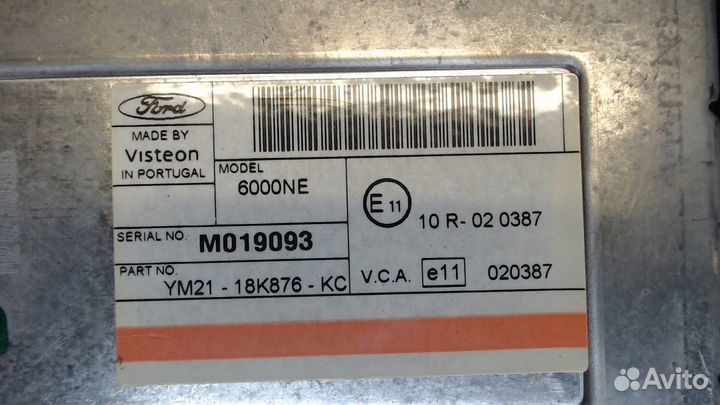 Ford
MADE BY
Visteon
IN PORTUGAL
MODEL
6000NE
E 11
10 R- 02 0387
SERIAL NO. M019093
PART NO.
YM21 - 18K876 - KC
V.C.A. e11 020387
Avito